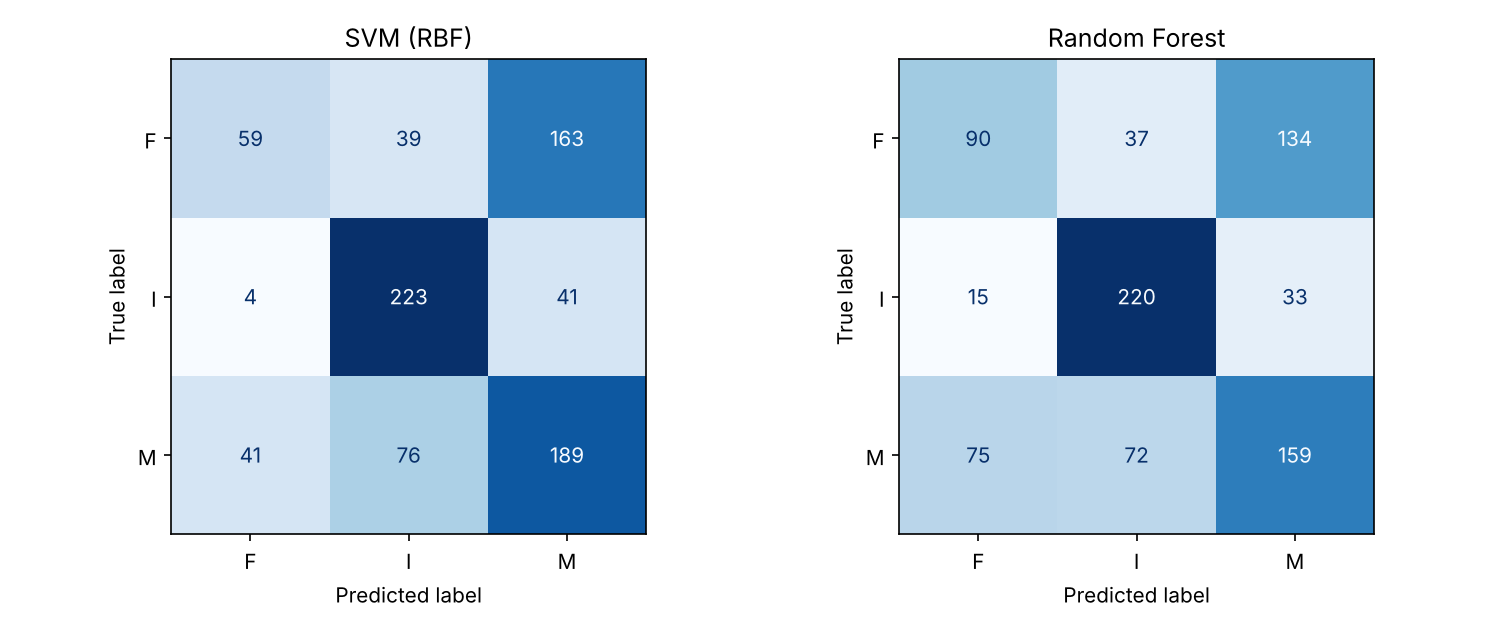 SVM (RBF)
True label
F
59
39
163
I
4
223
41
M
41
76
189
F
I
M
Predicted label
Random Forest
True label
F
90
37
134
I
15
220
33
M
75
72
159
F
I
M
Predicted label